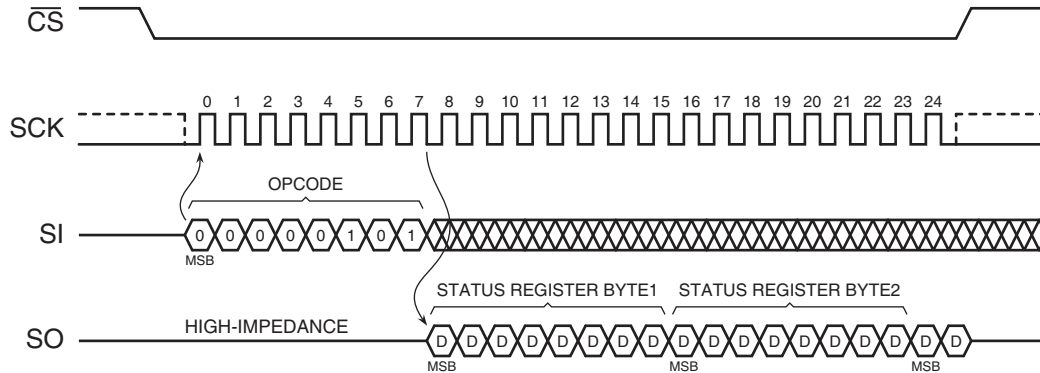 CS
0 1 2 3 4 5 6 7 8 9 10 11 12 13 14 15 16 17 18 19 20 21 22 23 24
SCK
OPCODE
SI 0 0 0 0 0 1 0 1
MSB
STATUS REGISTER BYTE1 STATUS REGISTER BYTE2
HIGH-IMPEDANCE
SO D D D D D D D D D D D D D D D D D D
MSB MSB MSB